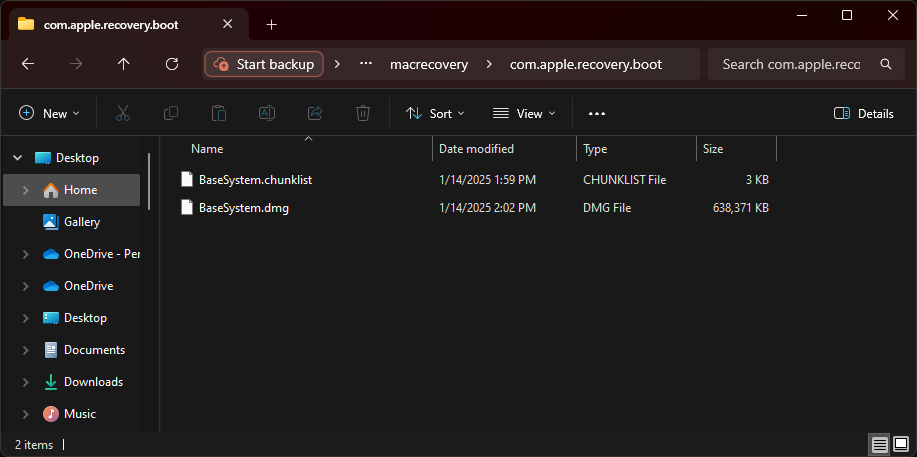 com.apple.recovery.boot
Start backup
macrecovery
com.apple.recovery.boot
Search com.apple.reco
New
Sort
View
Details
Name
Date modified
Type
Size
Desktop
Home
Gallery
OneDrive - Per
OneDrive
Desktop
Documents
Downloads
Music
BaseSystem.chunklist 1/14/2025 1:59 PM CHUNKLIST File 3 KB
BaseSystem.dmg 1/14/2025 2:02 PM DMG File 638,371 KB
2 items